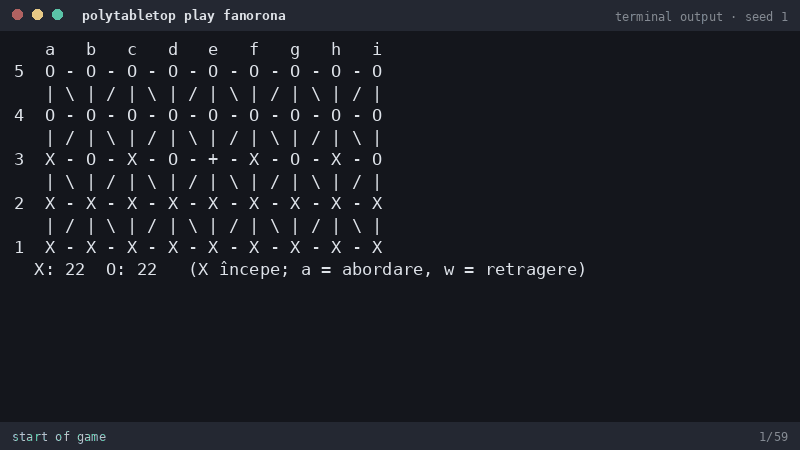 polytabletop play fanorona
terminal output · seed 1
a b c d e f g h i
5 O - O - O - O - O - O - O - O - O
| \ | / | \ | / | \ | / | \ | / |
4 O - O - O - O - O - O - O - O - O
| / | \ | / | \ | / | \ | / | \ |
3 X - O - X - O - + - X - O - X - O
| \ | / | \ | / | \ | / | \ | / |
2 X - X - X - X - X - X - X - X - X
| / | \ | / | \ | / | \ | / | \ |
1 X - X - X - X - X - X - X - X - X
X: 22 O: 22 (X începe; a = abordare, w = retragere)
start of game
1/59